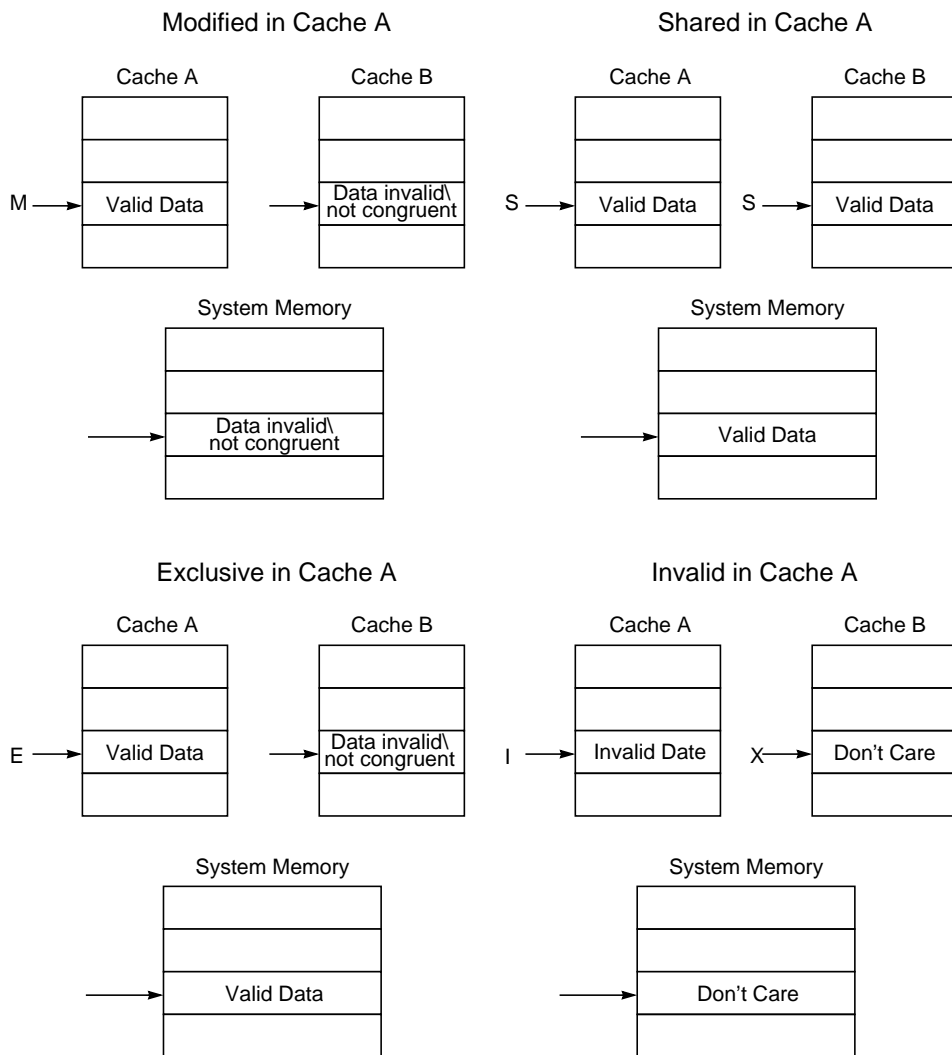 Modified in Cache A
Shared in Cache A
Cache A
Cache B
Cache A
Cache B
M
Valid Data
Data invalid\
not congruent
S
Valid Data
S
Valid Data
System Memory
System Memory
Data invalid\
not congruent
Valid Data
Exclusive in Cache A
Invalid in Cache A
Cache A
Cache B
Cache A
Cache B
E
Valid Data
Data invalid\
not congruent
I
Invalid Date
X
Don't Care
System Memory
System Memory
Valid Data
Don't Care